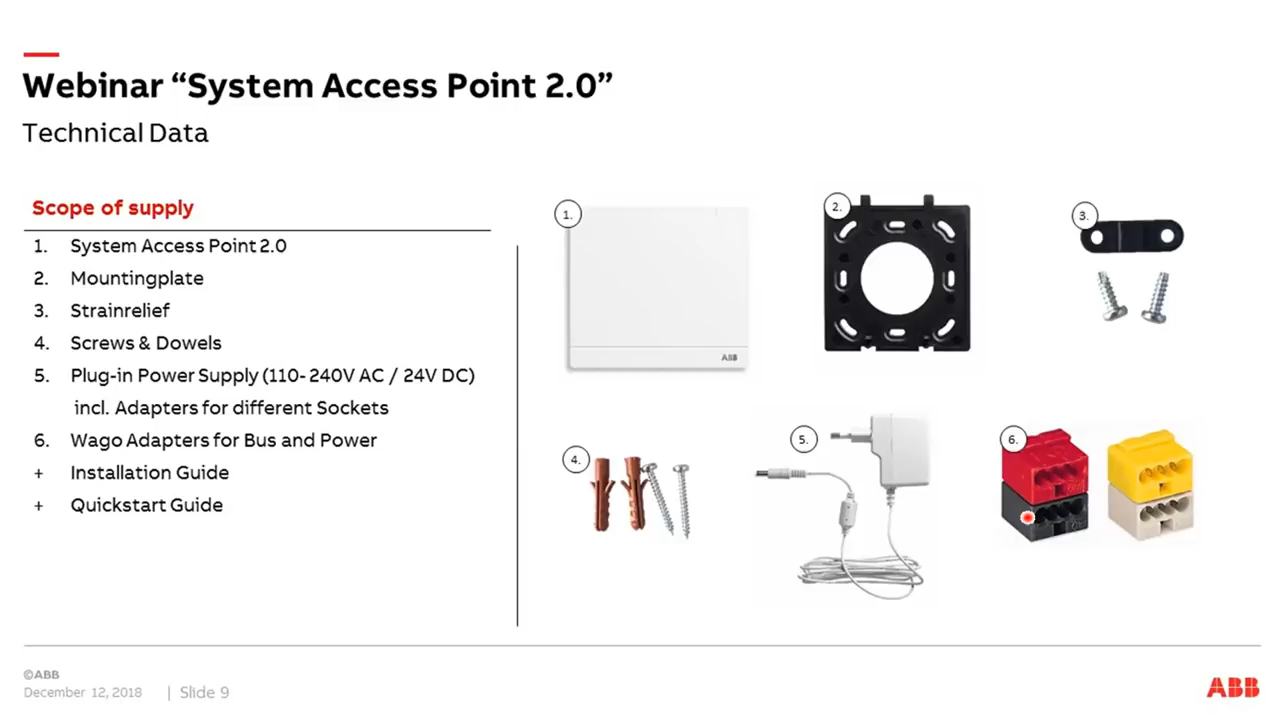 Webinar “System Access Point 2.0”
Technical Data
Scope of supply
1. System Access Point 2.0
2. Mountingplate
3. Strainrelief
4. Screws & Dowels
5. Plug-in Power Supply (110- 240V AC / 24V DC)
incl. Adapters for different Sockets
6. Wago Adapters for Bus and Power
+ Installation Guide
+ Quickstart Guide
1.
2.
3.
ABB
4.
5.
6.
©ABB
December 12, 2018 | Slide 9
ABB